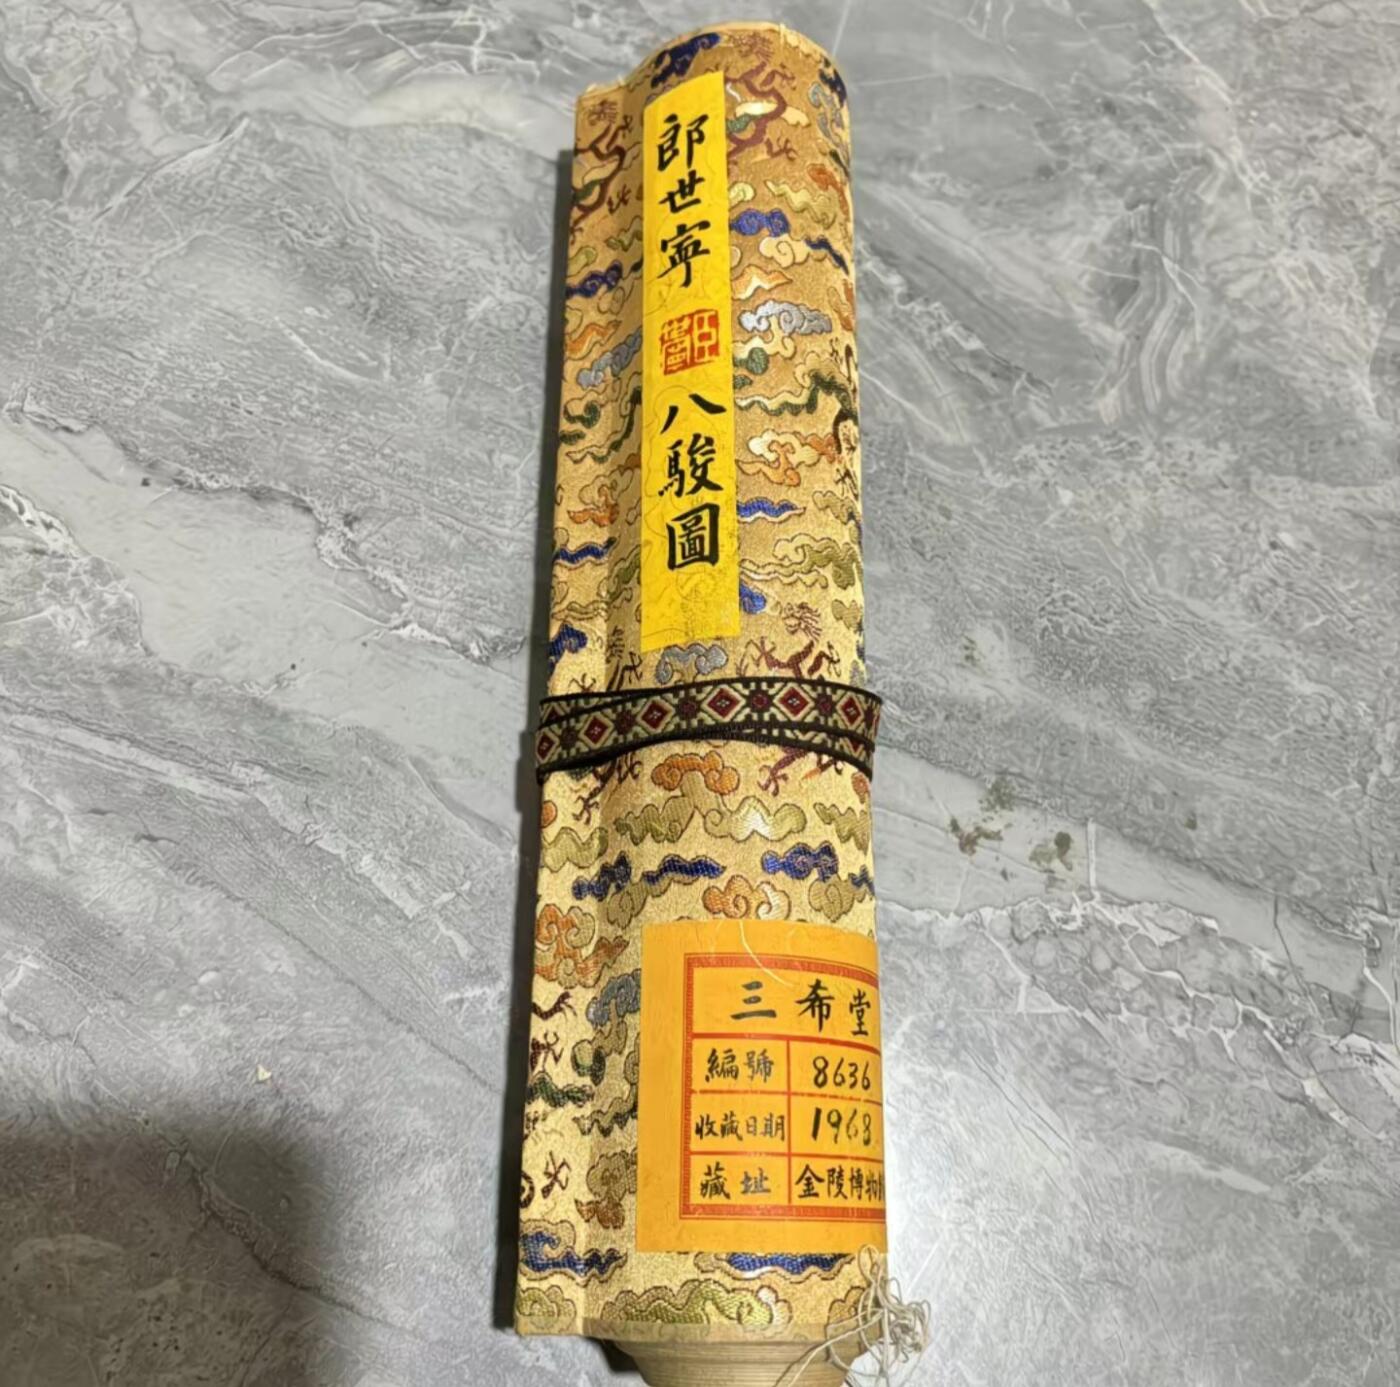 郎世寧
八駿圖
三希堂
編號 8636
收藏日期 1968
藏址 金陵博物